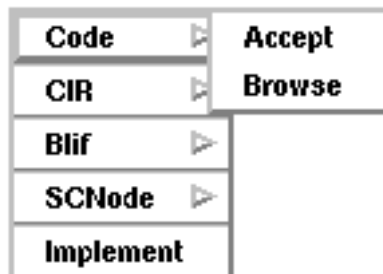 Code
CIR
Blif
SCNode
Implement
Accept
Browse